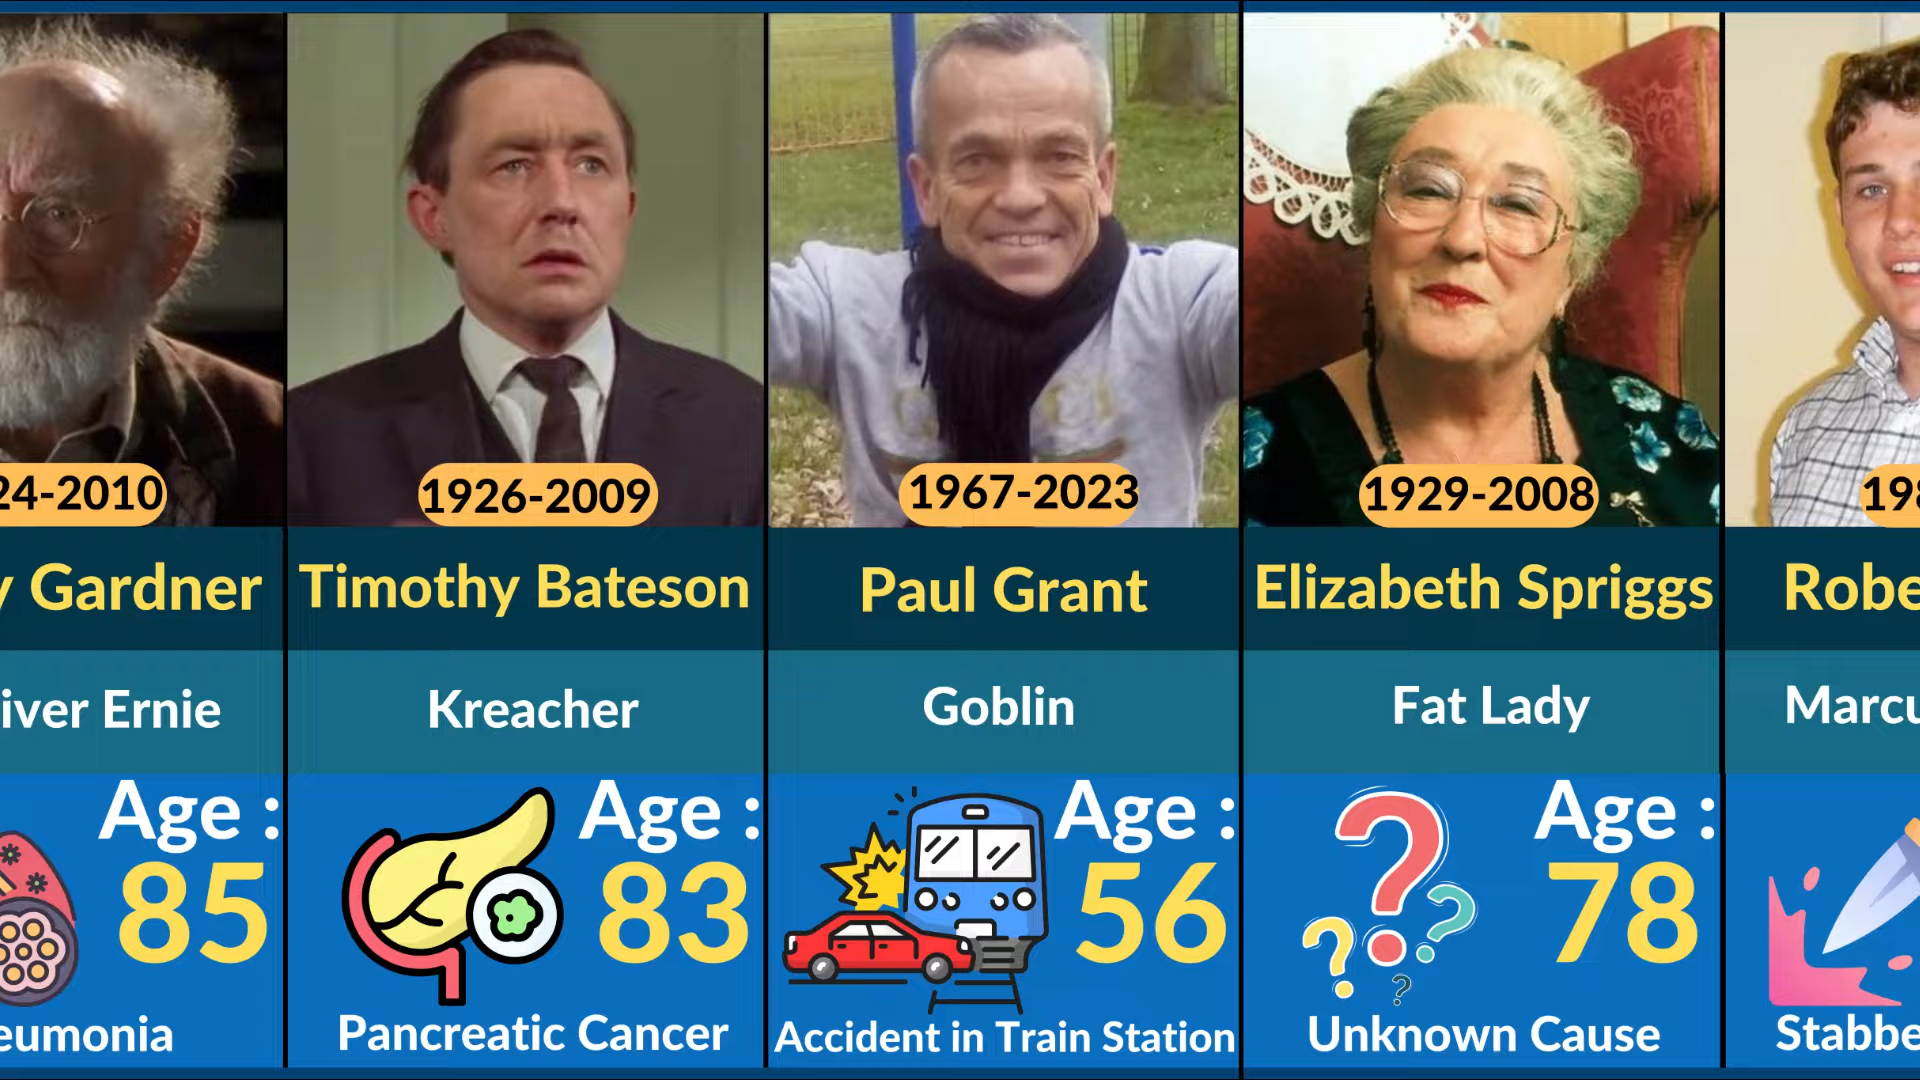 24-2010
y Gardner
iver Ernie
Age :
85
eumonia
1926-2009
Timothy Bateson
Kreacher
Age :
83
Pancreatic Cancer
1967-2023
Paul Grant
Goblin
Age :
56
Accident in Train Station
1929-2008
Elizabeth Spriggs
Fat Lady
Age :
78
Unknown Cause
198
Robe
Marcu
Stabbe